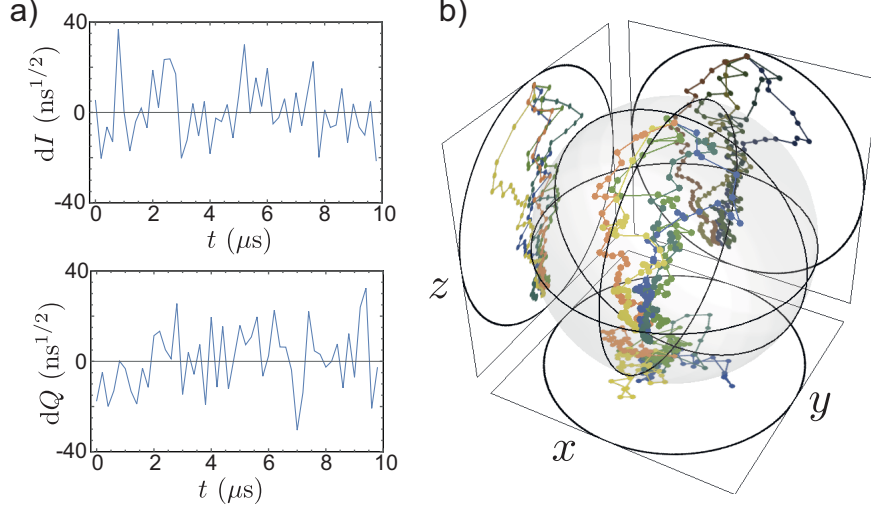 a)
40
0
-40
dI (ns^{1/2})
0 2 4 6 8 10
t (μs)
40
0
-40
dQ (ns^{1/2})
0 2 4 6 8 10
t (μs)
b)
z
x
y